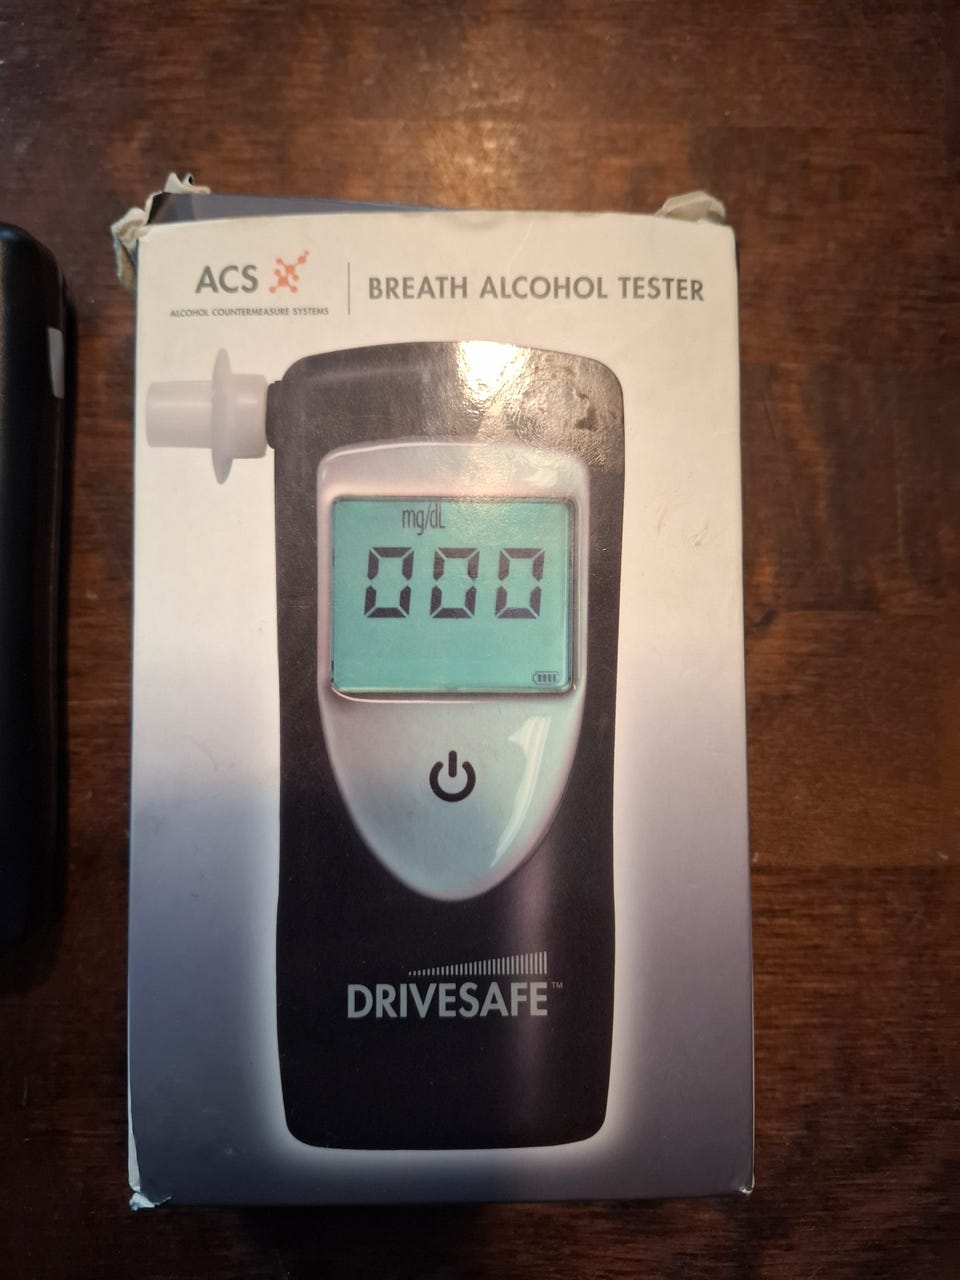 ACS
ALCOHOL COUNTERMEASURE SYSTEMS
BREATH ALCOHOL TESTER
mg/dL
000
DRIVESAFE™